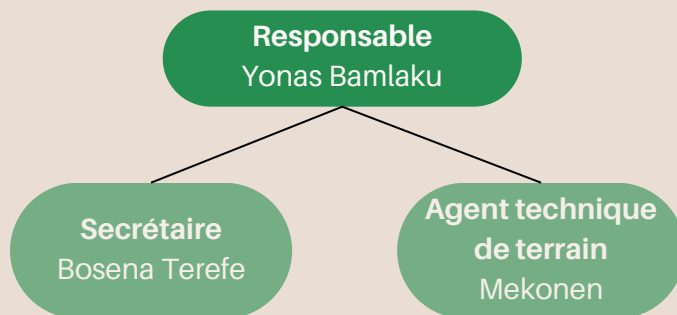 Responsable
Yonas Bamlaku
Secrétaire
Bosena Terefe
Agent technique
de terrain
Mekonen